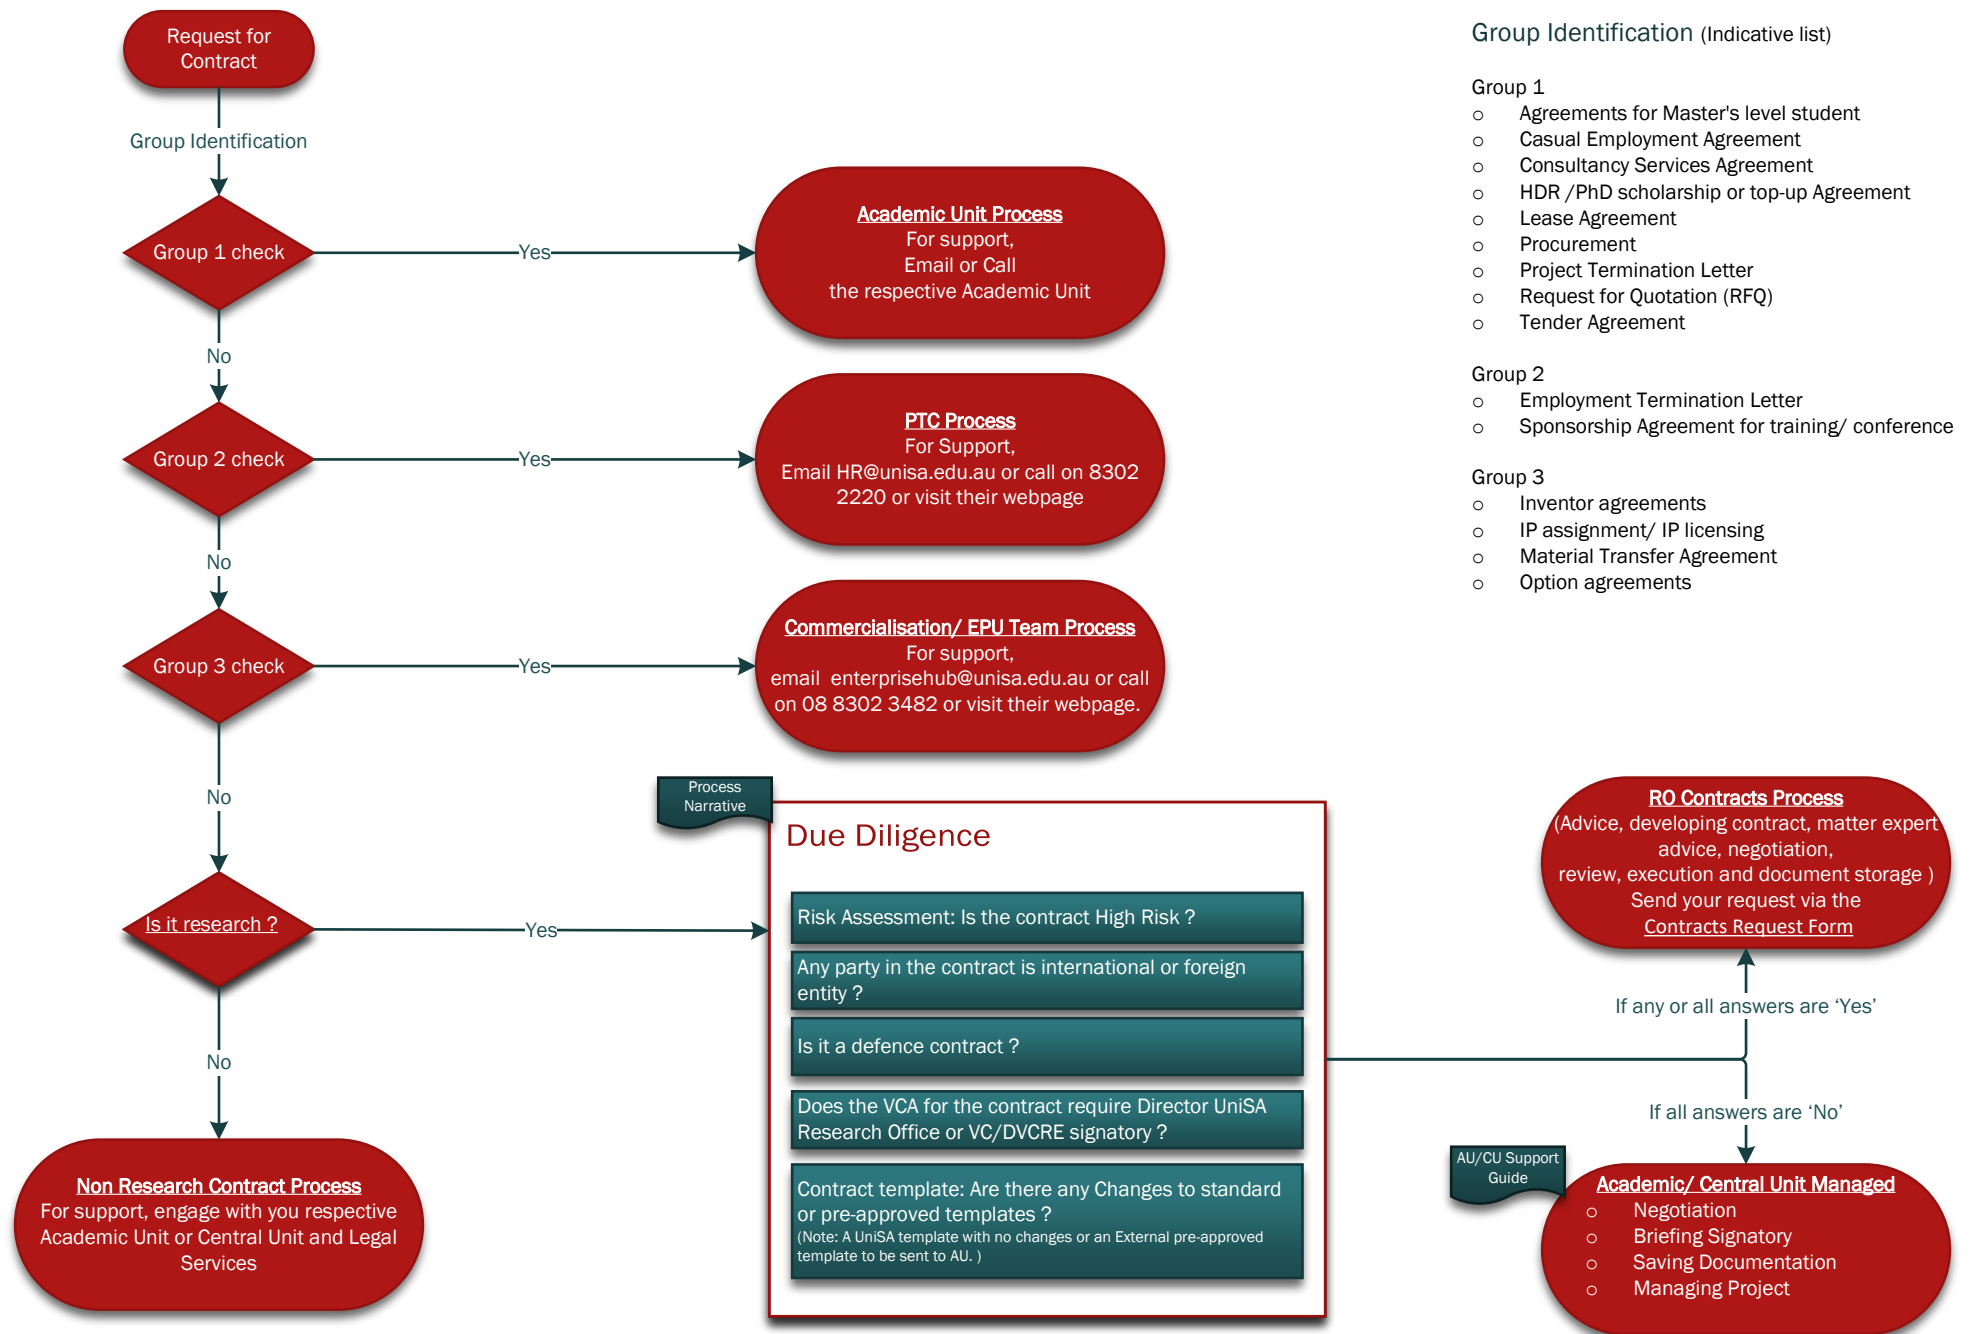 Request for
Contract
Group Identification
Group 1 check
Yes
Academic Unit Process
For support,
Email or Call
the respective Academic Unit
No
Group 2 check
Yes
PTC Process
For Support,
Email HR@unisa.edu.au or call on 8302
2220 or visit their webpage
No
Group 3 check
Yes
Commercialisation/ EPU Team Process
For support,
email  enterprisehub@unisa.edu.au or call
on 08 8302 3482 or visit their webpage.
No
Is it research ?
Yes
No
Non Research Contract Process
For support, engage with you respective
Academic Unit or Central Unit and Legal
Services
Process
Narrative
Due Diligence
Risk Assessment: Is the contract High Risk ?
Any party in the contract is international or foreign
entity ?
Is it a defence contract ?
Does the VCA for the contract require Director UniSA
Research Office or VC/DVCRE signatory ?
Contract template: Are there any Changes to standard
or pre-approved templates ?
(Note: A UniSA template with no changes or an External pre-approved
template to be sent to AU. )
Group Identification (Indicative list)
Group 1
o Agreements for Master's level student
o Casual Employment Agreement
o Consultancy Services Agreement
o HDR /PhD scholarship or top-up Agreement
o Lease Agreement
o Procurement
o Project Termination Letter
o Request for Quotation (RFQ)
o Tender Agreement
Group 2
o Employment Termination Letter
o Sponsorship Agreement for training/ conference
Group 3
o Inventor agreements
o IP assignment/ IP licensing
o Material Transfer Agreement
o Option agreements
RO Contracts Process
(Advice, developing contract, matter expert
advice, negotiation,
review, execution and document storage )
Send your request via the
Contracts Request Form
If any or all answers are ‘Yes’
If all answers are ‘No’
AU/CU Support
Guide
Academic/ Central Unit Managed
o Negotiation
o Briefing Signatory
o Saving Documentation
o Managing Project